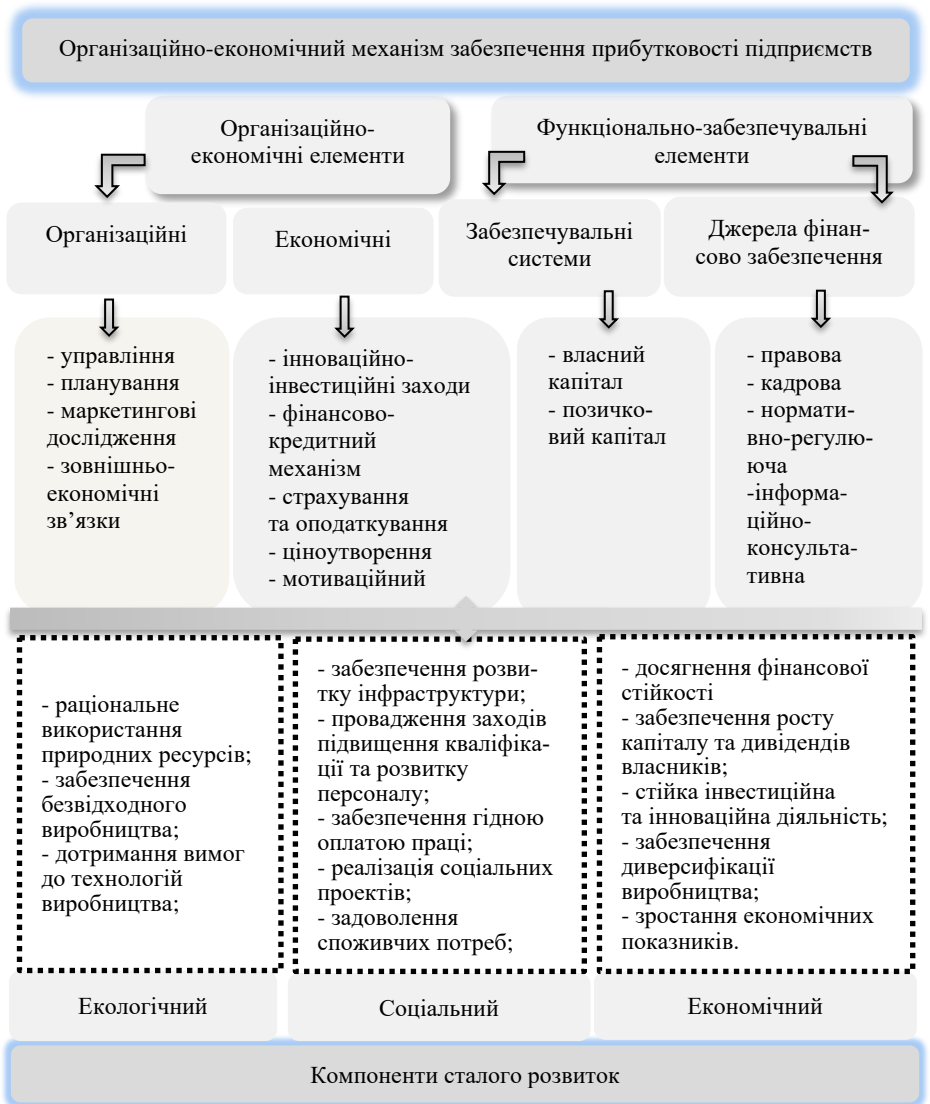 Організаційно-економічний механізм забезпечення прибутковості підприємств
Організаційно-
економічні елементи
Функціонально-забезпечувальні
елементи
Організаційні
Економічні
Забезпечувальні
системи
Джерела фінан-
сово забезпечення
- управління
- планування
- маркетингові
дослідження
- зовнішньо-
економічні
зв’язки
- інноваційно-
інвестиційні заходи
- фінансово-
кредитний
механізм
- страхування
та оподаткування
- ціноутворення
- мотиваційний
- власний
капітал
- позичко-
вий капітал
- правова
- кадрова
- нормати-
вно-регулю-
юча
-інформа-
ційно-
консульта-
тивна
- раціональне
використання
природних ресурсів;
- забезпечення
безвідходного
виробництва;
- дотримання вимог
до технологій
виробництва;
- забезпечення розви-
тку інфраструктури;
- провадження заходів
підвищення кваліфіка-
ції та розвитку
персоналу;
- забезпечення гідною
оплатою праці;
- реалізація соціальних
проектів;
- задоволення
споживчих потреб;
- досягнення фінансової
стійкості
- забезпечення росту
капіталу та дивідендів
власників;
- стійка інвестиційна
та інноваційна діяльність;
- забезпечення
диверсифікації
виробництва;
- зростання економічних
показників.
Екологічний
Соціальний
Економічний
Компоненти сталого розвиток